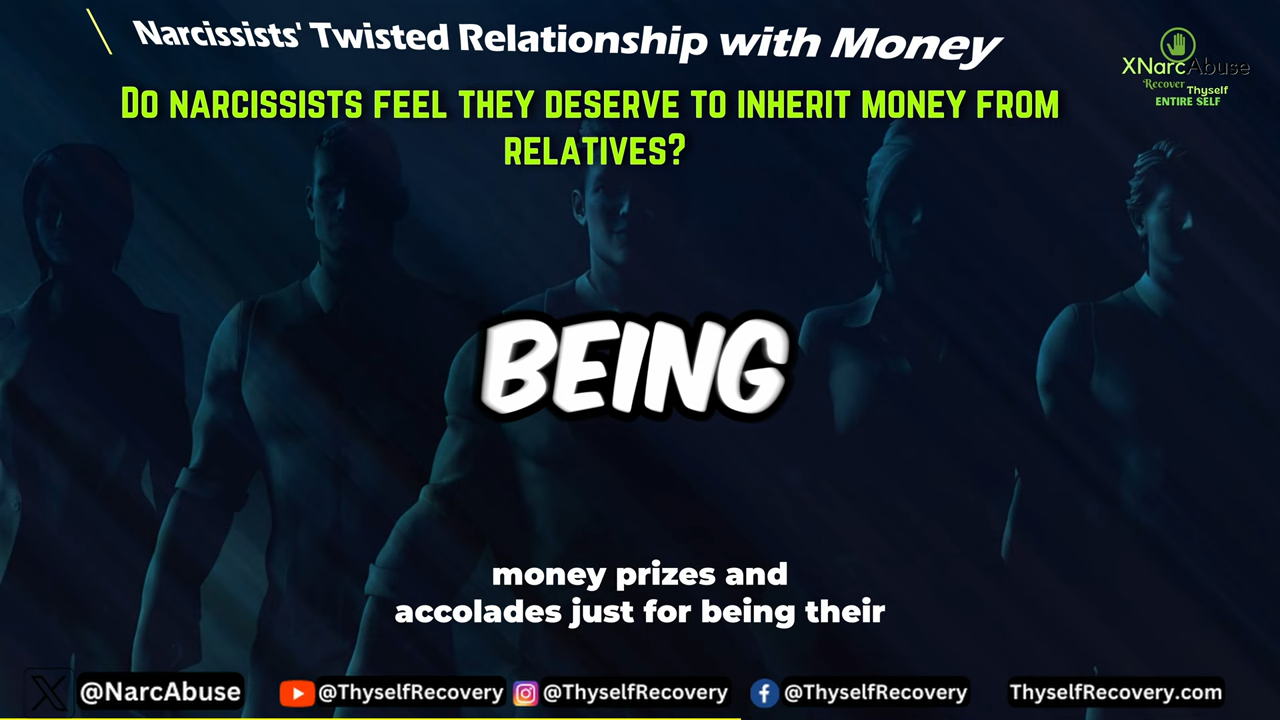 Narcissists' Twisted Relationship with Money
XNarcAbuse
Recover Thyself
ENTIRE SELF
DO NARCISSISTS FEEL THEY DESERVE TO INHERIT MONEY FROM
RELATIVES?
BEING
money prizes and
accolades just for being their
@NarcAbuse @ThyselfRecovery @ThyselfRecovery @ThyselfRecovery ThyselfRecovery.com